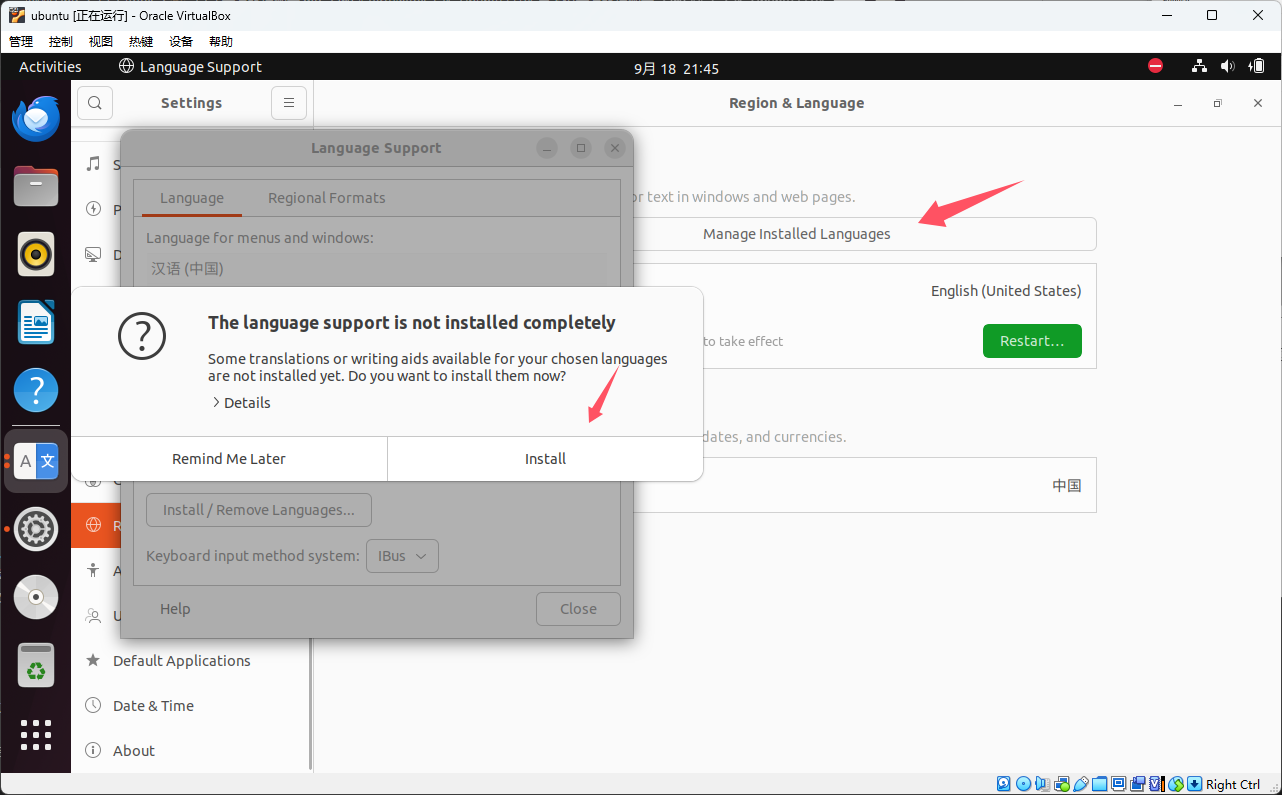 ubuntu [正在运行] - Oracle VirtualBox
管理 控制 视图 热键 设备 帮助
Activities Language Support 9月 18 21:45
Settings Region & Language
Language Support
Language Regional Formats
or text in windows and web pages.
Manage Installed Languages
Language for menus and windows:
汉语 (中国)
English (United States)
The language support is not installed completely
to take effect
Restart...
Some translations or writing aids available for your chosen languages
are not installed yet. Do you want to install them now?
Details
dates, and currencies.
Remind Me Later Install
中国
Install / Remove Languages...
Keyboard input method system: IBus
Help Close
Default Applications
Date & Time
About
Right Ctrl